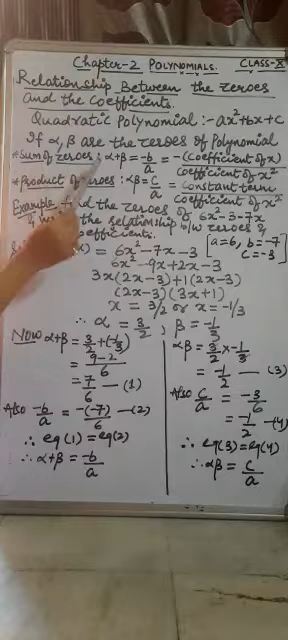 Chapter-2 POLYNOMIALS. CLASS-X
Relationship Between the zeroes
and the coefficients.
Quadratic Polynomial :- ax²+bx+c
If α, β are the zeroes of Polynomial
*Sum of zeroes: α+β = -b/a = -(coefficient of x)/coefficient of x²
*Product of zeroes: αβ = c/a = constant term/coefficient of x²
Example find the zeroes of 6x²-3-7x
& the relationship b/w zeroes &
coefficients.
(x) = 6x²-7x-3 [a=6, b=-7
c=-3]
6x²-9x+2x-3
3x(2x-3)+1(2x-3)
(2x-3)(3x+1)
x = 3/2 or x = -1/3
∴ α = 3/2 ; β = -1/3
Now α+β = 3/2 + (-1/3)
= 9-2/6
= 7/6 —(1)
Also -b/a = -(-7)/6 —(2)
∴ eq(1) = eq(2)
∴ α+β = -b/a
αβ = 3/2 × -1/3
= -1/2 —(3)
Also c/a = -3/6
= -1/2 —(4)
∴ eq(3) = eq(4)
∴ αβ = c/a